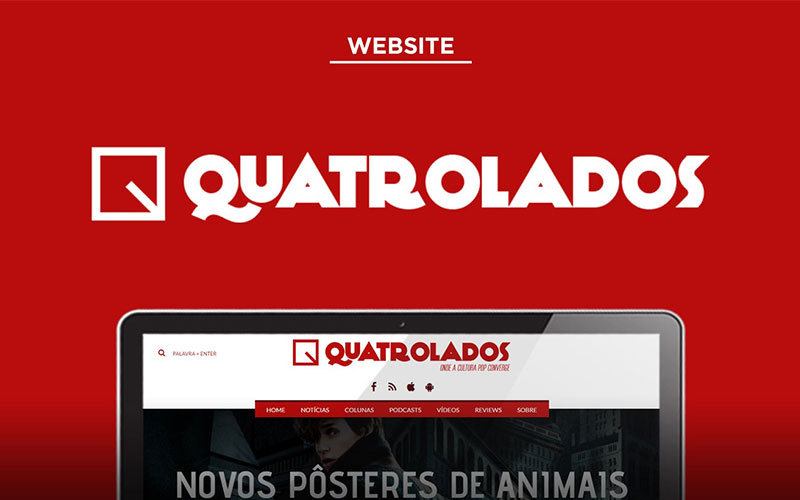 WEBSITE
QUATROLADOS
QUATROLADOS
ONDE A CULTURA POP CONVERGE
PALAVRA + ENTER
HOME NOTÍCIAS COLUNAS PODCASTS VÍDEOS REVIEWS SOBRE
NOVOS PÔSTERES DE ANIMAIS